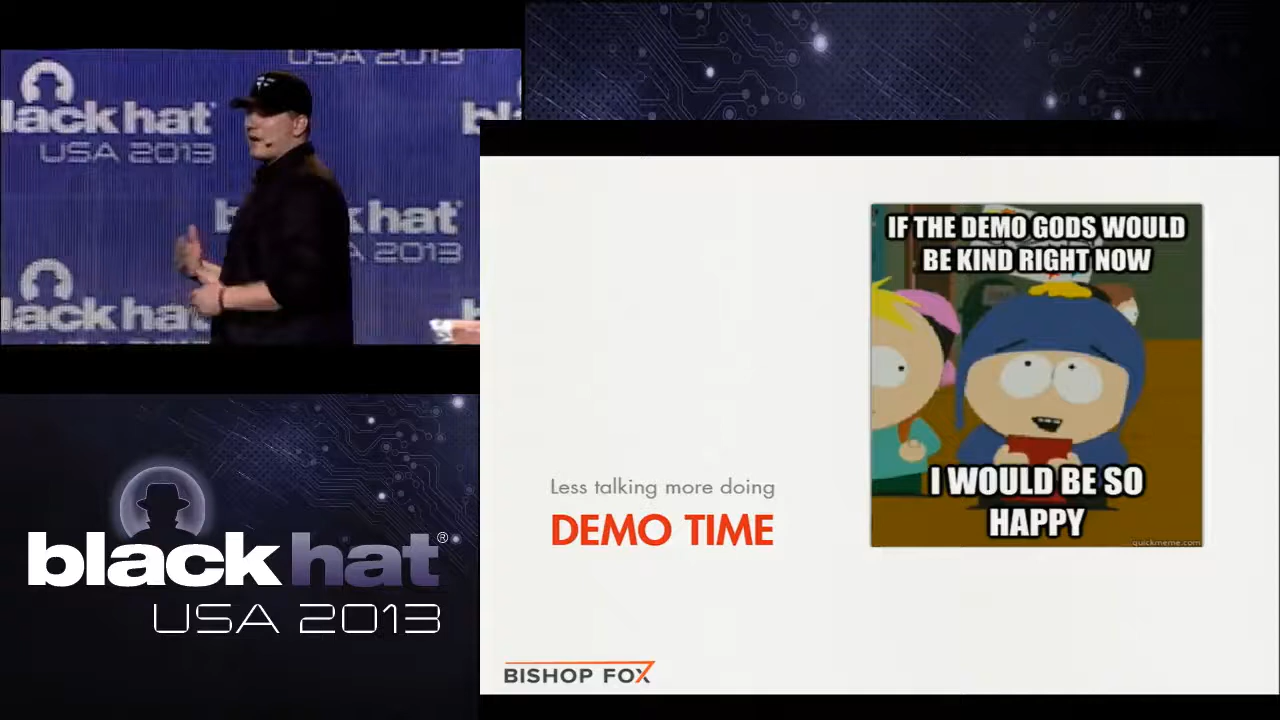 USA 2013
black hat
USA 2013
black hat
USA 2013
black hat
USA 2013
IF THE DEMO GODS WOULD
BE KIND RIGHT NOW
I WOULD BE SO
HAPPY
quickmeme.com
Less talking more doing
DEMO TIME
BISHOP FOX
black hat®
USA 2013